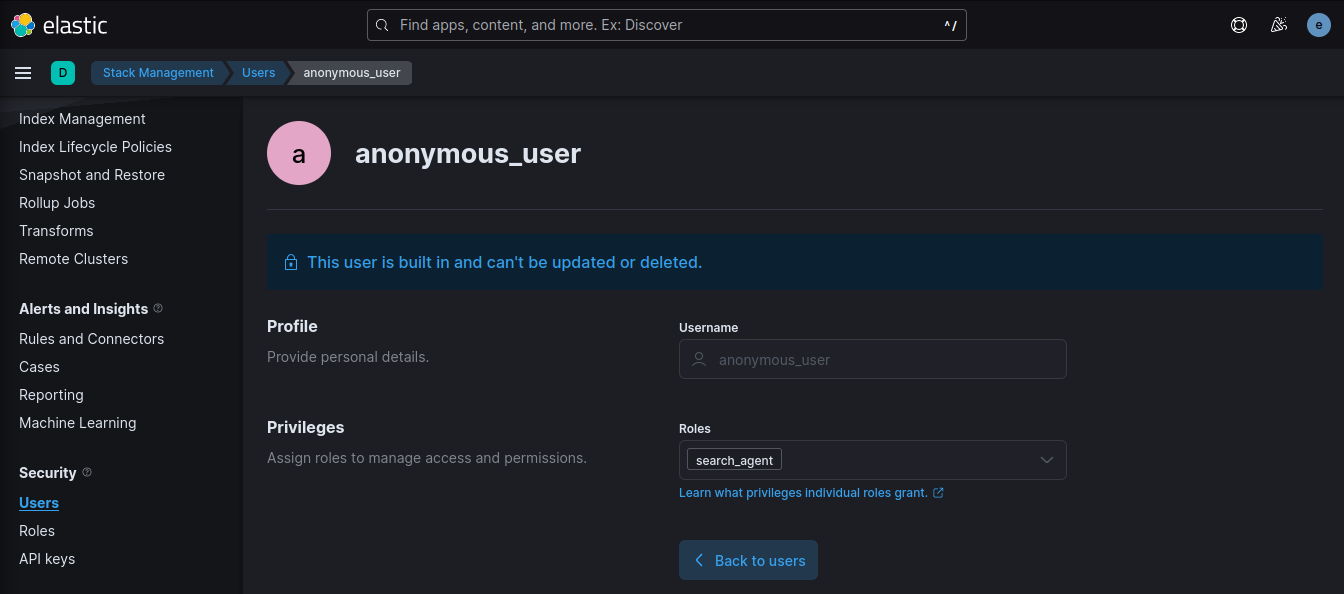 elastic
Find apps, content, and more. Ex: Discover
^/
e
D
Stack Management
Users
anonymous_user
Index Management
Index Lifecycle Policies
Snapshot and Restore
Rollup Jobs
Transforms
Remote Clusters
Alerts and Insights
Rules and Connectors
Cases
Reporting
Machine Learning
Security
Users
Roles
API keys
a
anonymous_user
This user is built in and can't be updated or deleted.
Profile
Provide personal details.
Username
anonymous_user
Privileges
Assign roles to manage access and permissions.
Roles
search_agent
Learn what privileges individual roles grant.
Back to users